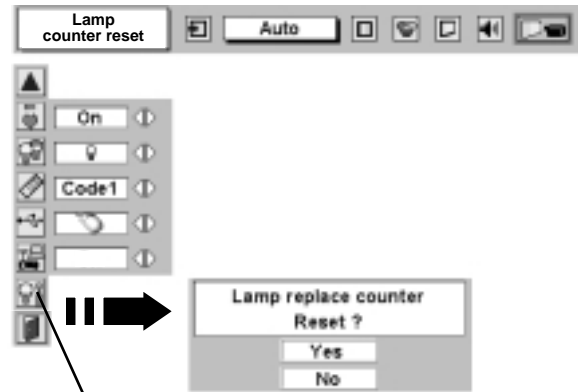 Lamp
counter reset
Auto
On
Code1
Lamp replace counter
Reset ?
Yes
No